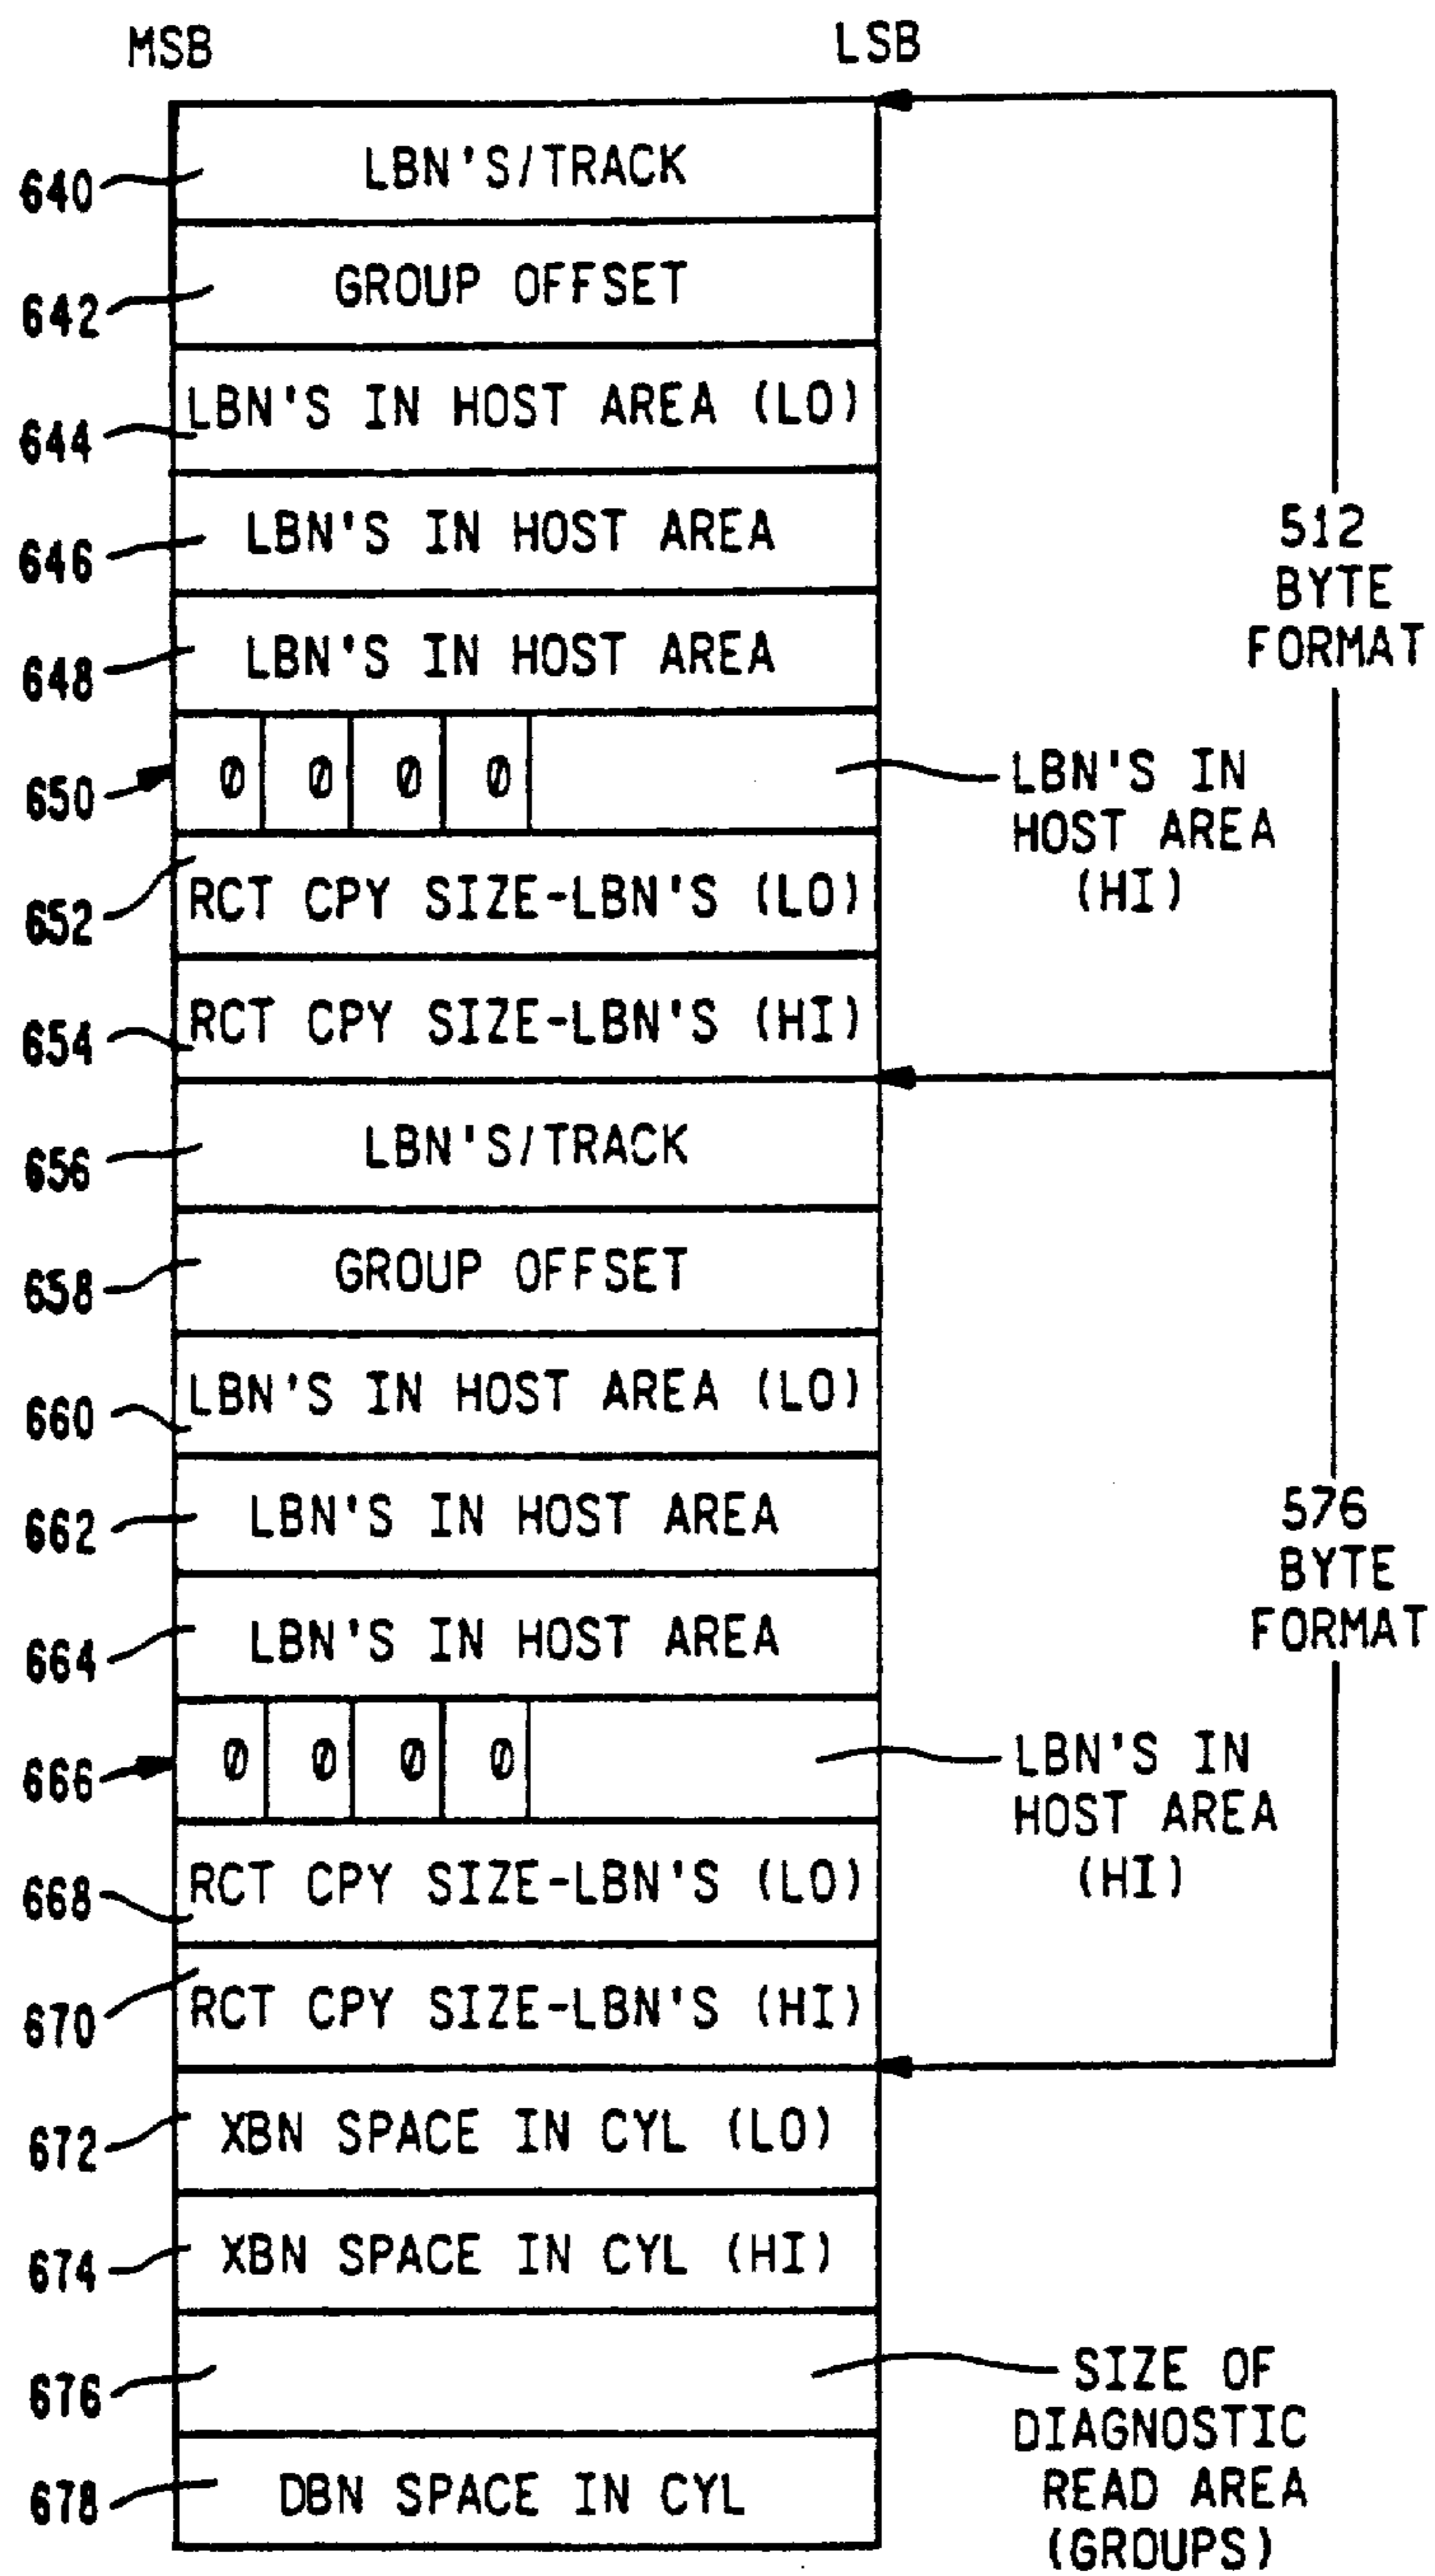 MSB LSB
640 LBN'S/TRACK
642 GROUP OFFSET
644 LBN'S IN HOST AREA (LO)
646 LBN'S IN HOST AREA
648 LBN'S IN HOST AREA
512
BYTE
FORMAT
650 0 0 0 0
LBN'S IN
HOST AREA
(HI)
652 RCT CPY SIZE-LBN'S (LO)
654 RCT CPY SIZE-LBN'S (HI)
656 LBN'S/TRACK
658 GROUP OFFSET
660 LBN'S IN HOST AREA (LO)
662 LBN'S IN HOST AREA
664 LBN'S IN HOST AREA
576
BYTE
FORMAT
666 0 0 0 0
LBN'S IN
HOST AREA
(HI)
668 RCT CPY SIZE-LBN'S (LO)
670 RCT CPY SIZE-LBN'S (HI)
672 XBN SPACE IN CYL (LO)
674 XBN SPACE IN CYL (HI)
676
SIZE OF
DIAGNOSTIC
READ AREA
(GROUPS)
678 DBN SPACE IN CYL